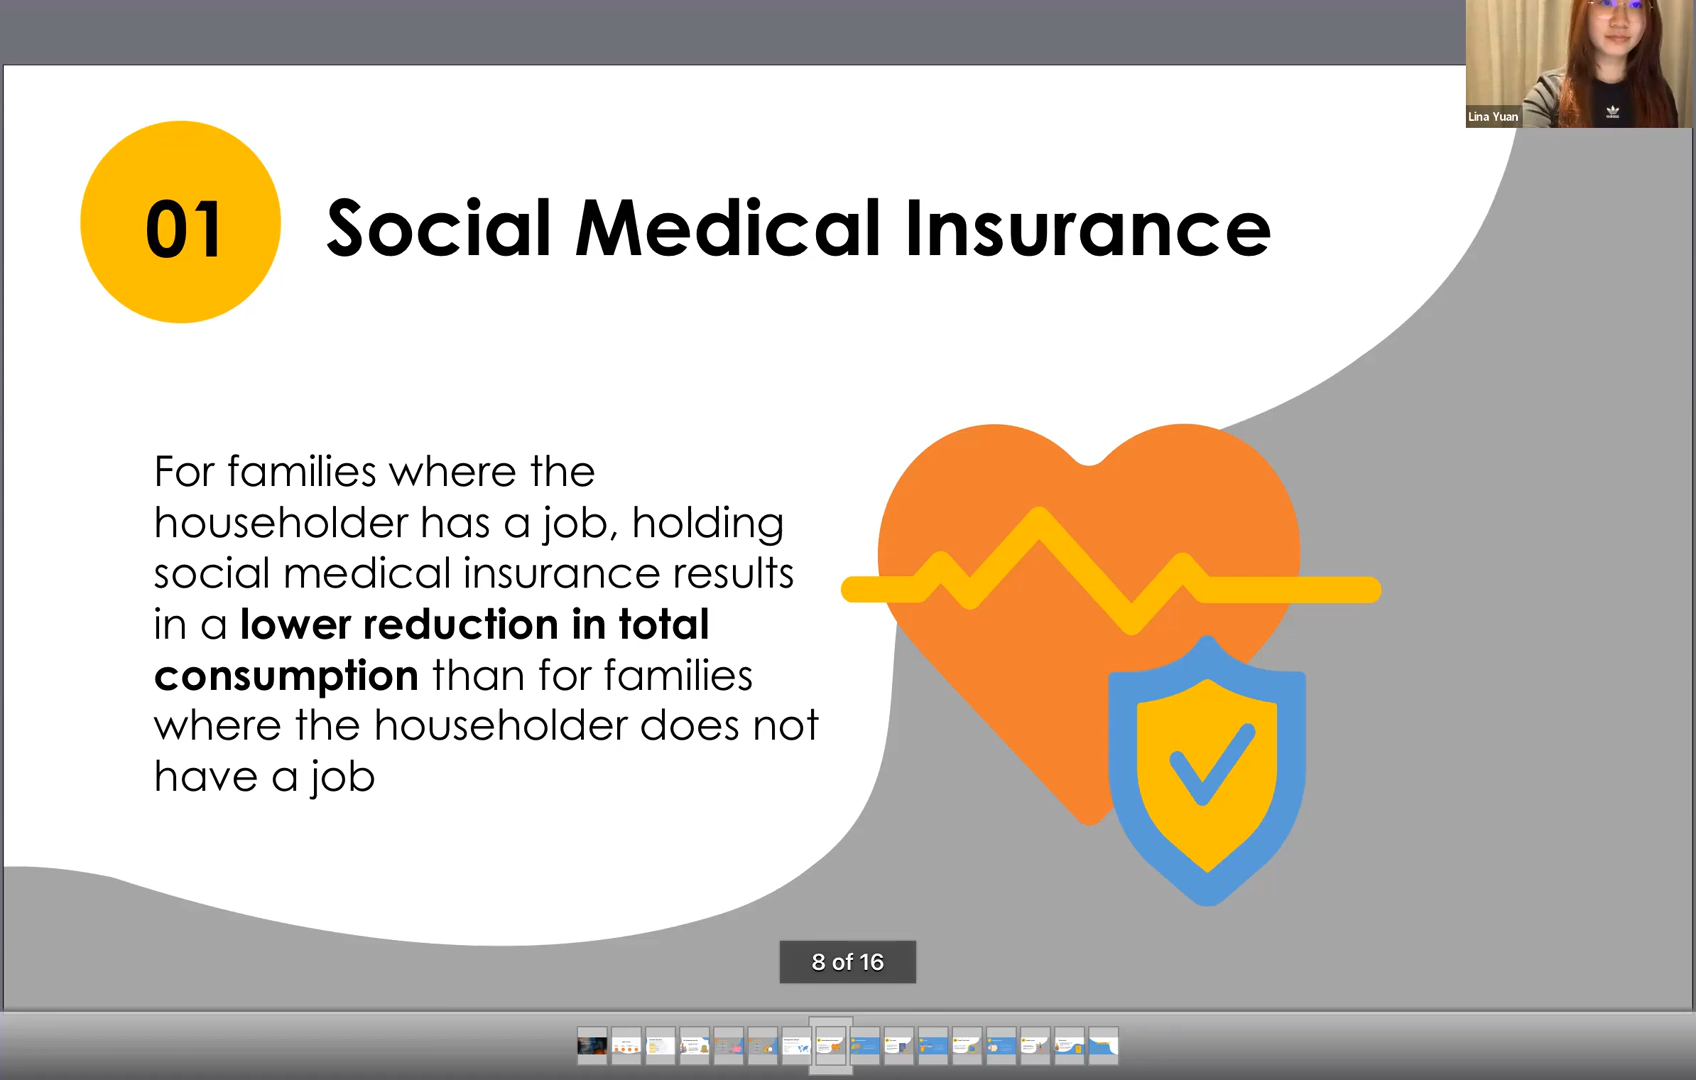 Lina Yuan
01
Social Medical Insurance
For families where the
householder has a job, holding
social medical insurance results
in a lower reduction in total
consumption than for families
where the householder does not
have a job
8 of 16